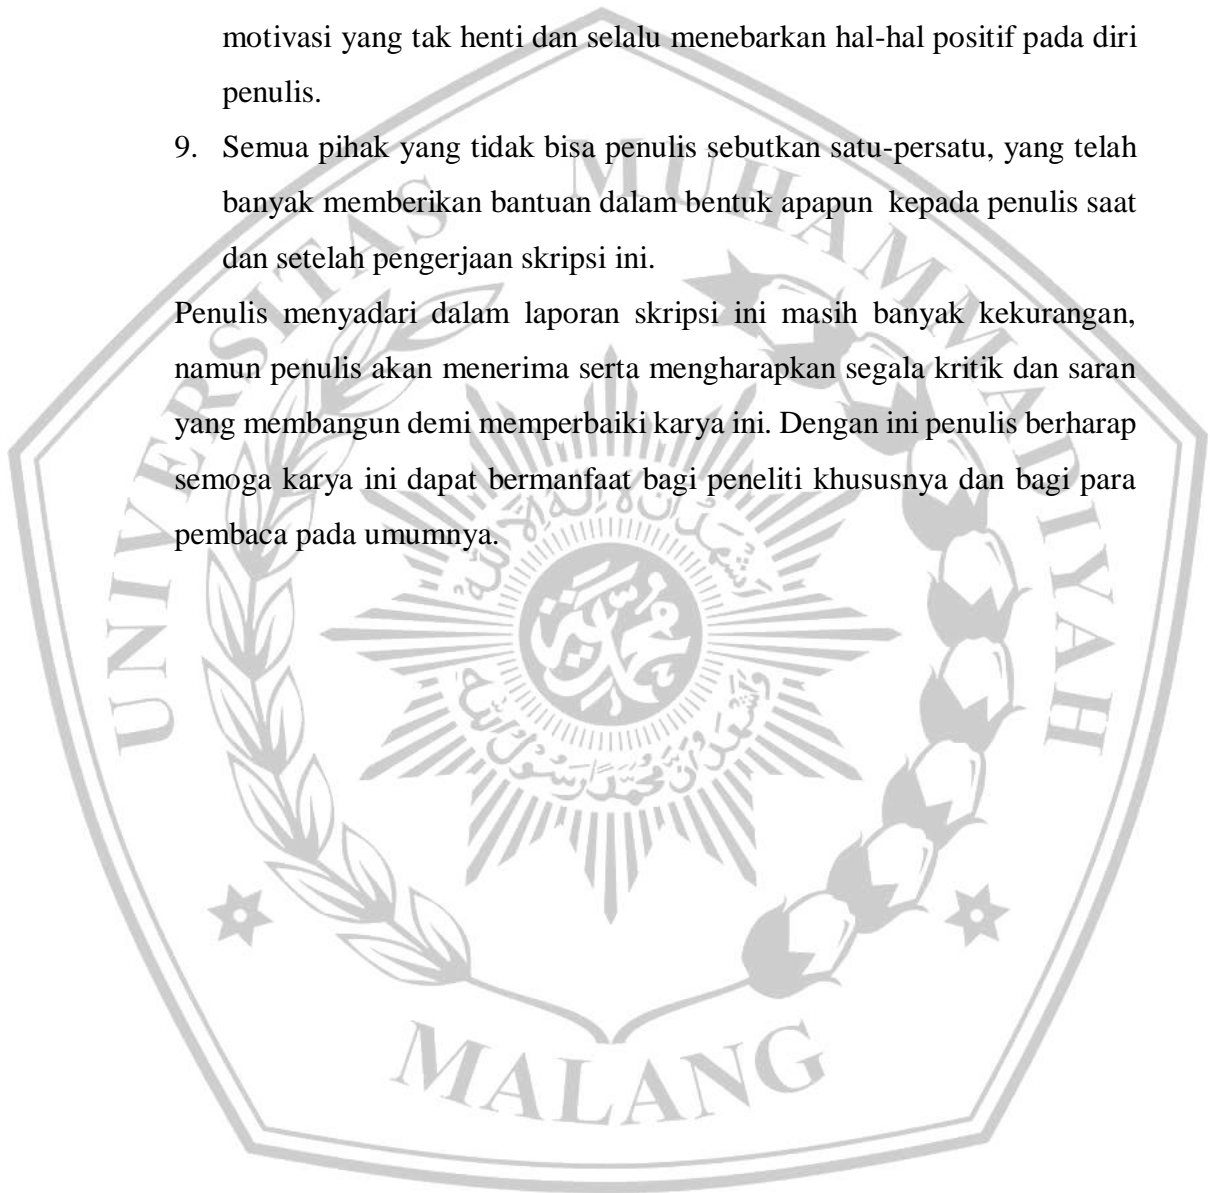 motivasi yang tak henti dan selalu menebarkan hal-hal positif pada diri
penulis.
9. Semua pihak yang tidak bisa penulis sebutkan satu-persatu, yang telah
banyak memberikan bantuan dalam bentuk apapun kepada penulis saat
dan setelah pengerjaan skripsi ini.
Penulis menyadari dalam laporan skripsi ini masih banyak kekurangan,
namun penulis akan menerima serta mengharapkan segala kritik dan saran
yang membangun demi memperbaiki karya ini. Dengan ini penulis berharap
semoga karya ini dapat bermanfaat bagi peneliti khususnya dan bagi para
pembaca pada umumnya.
UNIVERSITAS MUHAMMADIYAH
MALANG